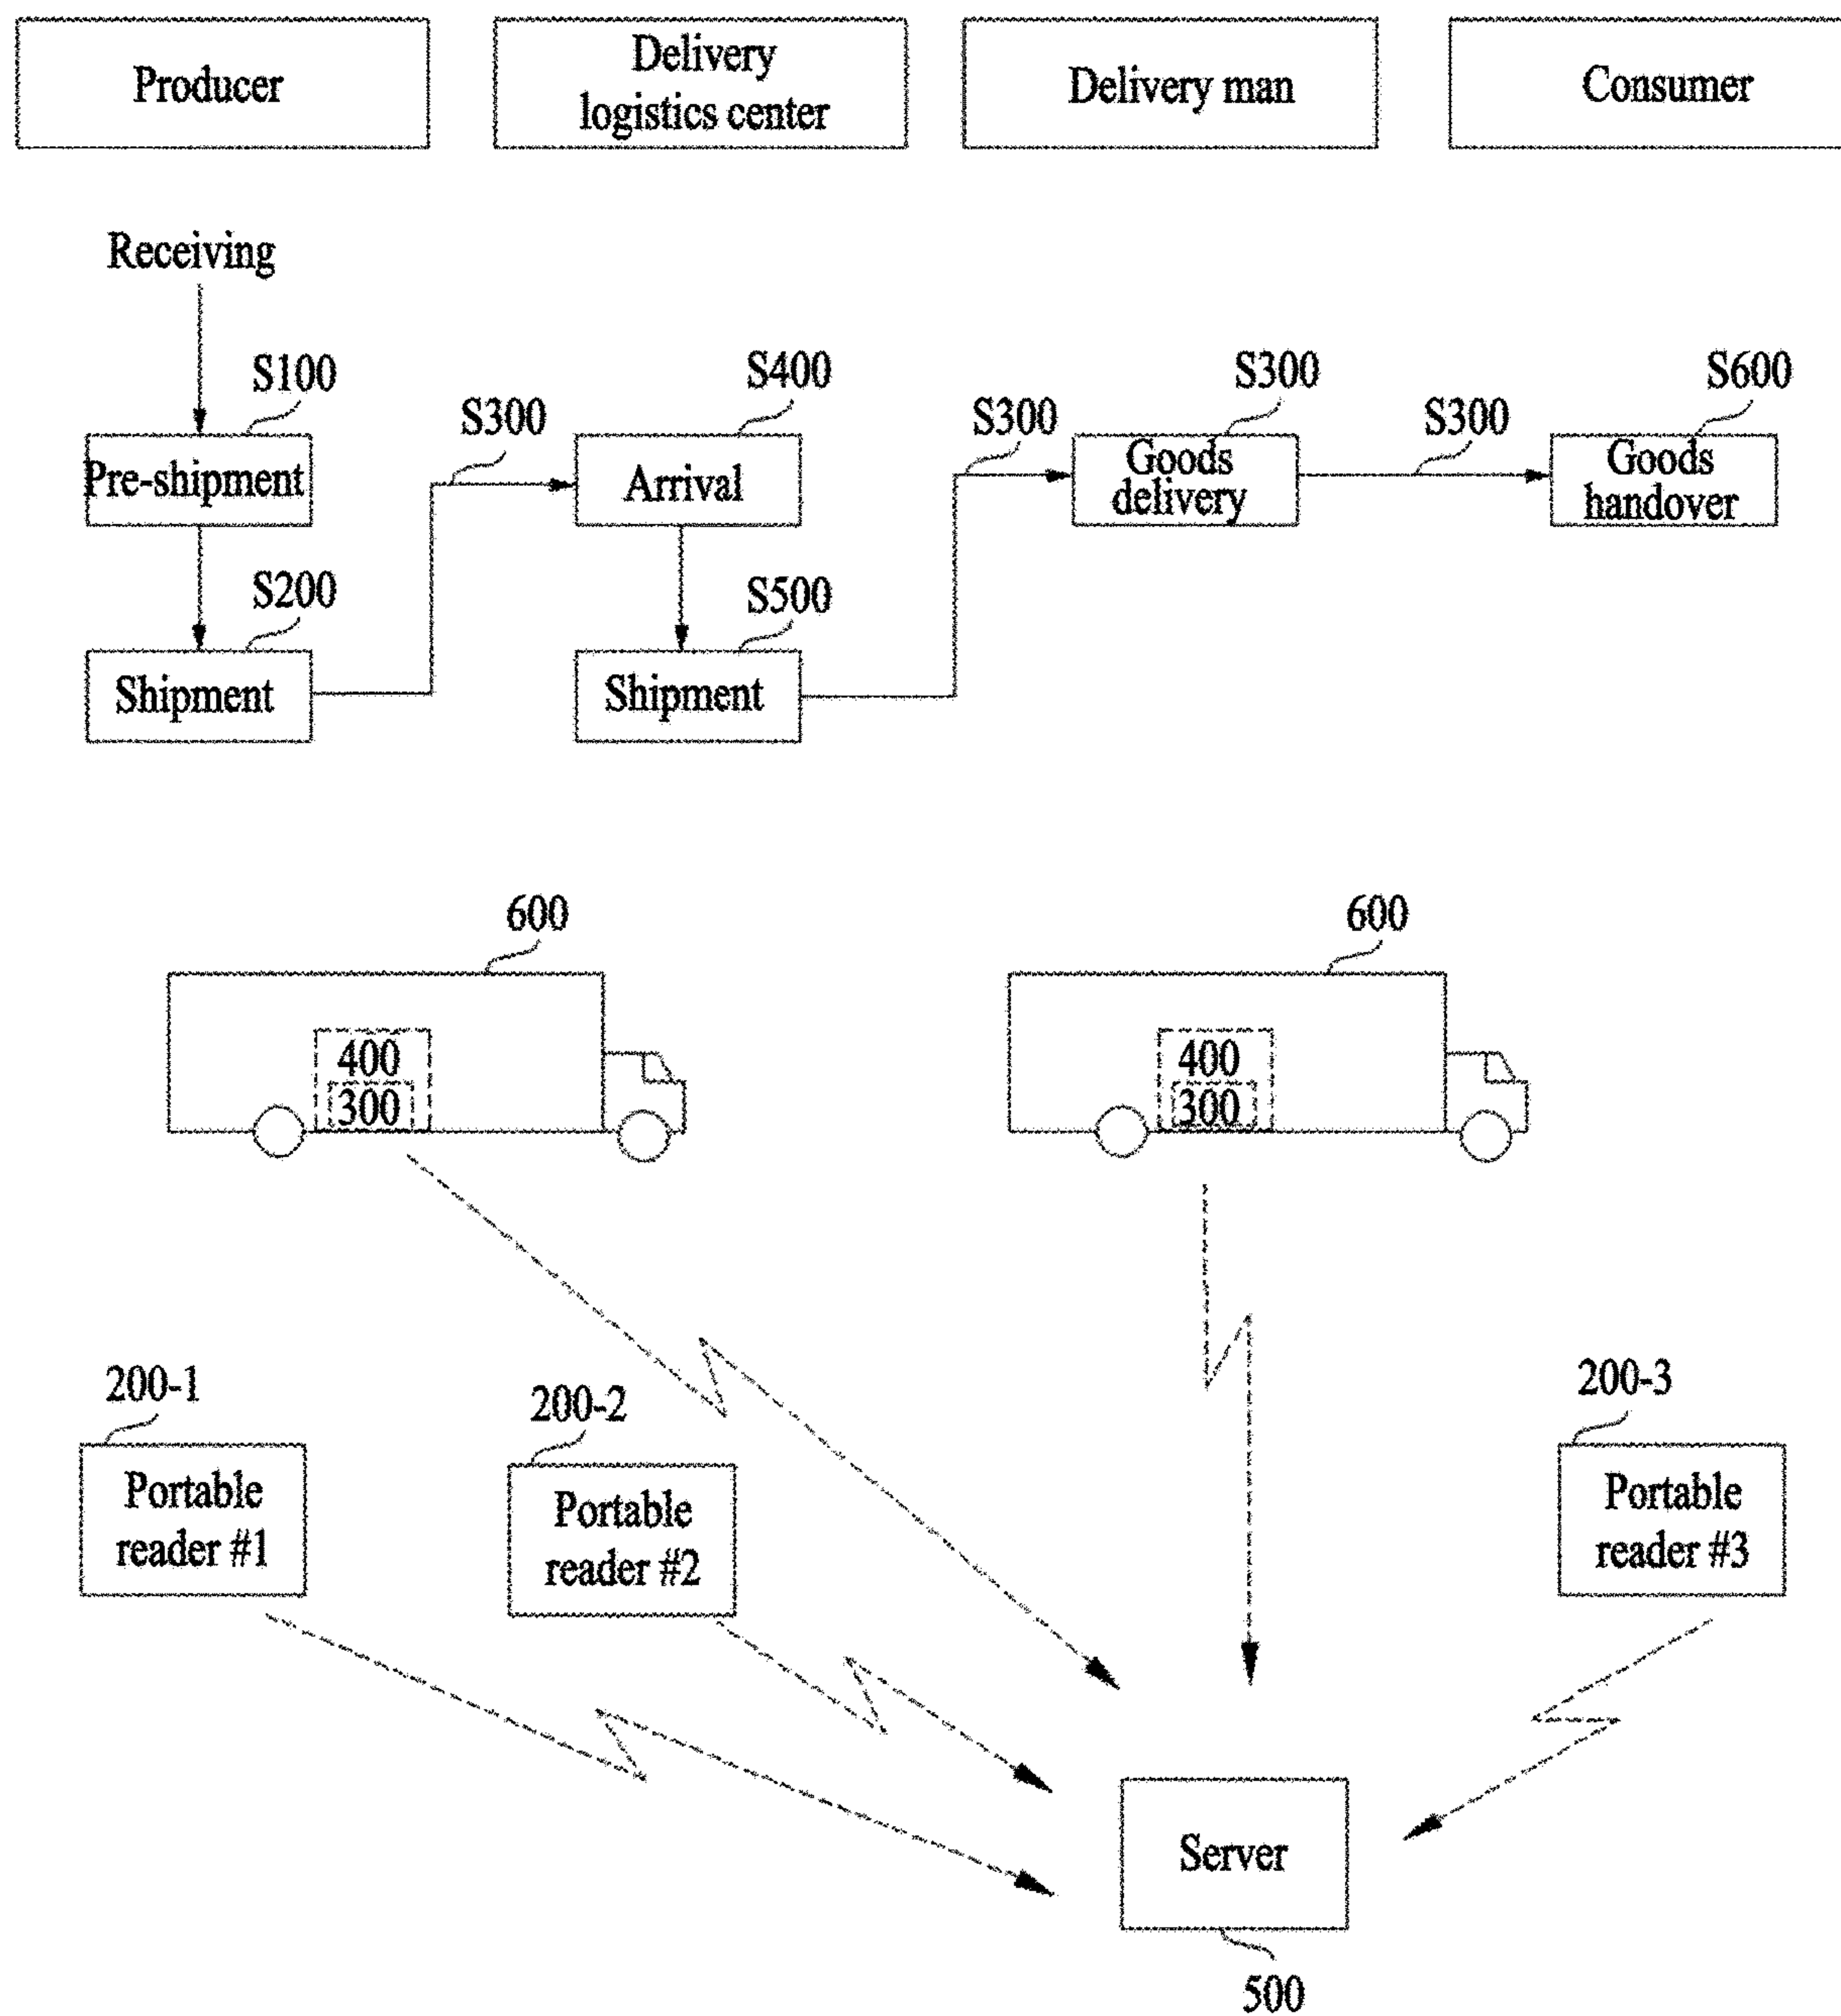 Producer
Delivery
logistics center
Delivery man
Consumer
Receiving
S100
S300
S400
S300
S300
S300
S600
Pre-shipment
Arrival
Goods
delivery
Goods
handover
S200
S500
Shipment
Shipment
600
600
400
300
400
300
200-1
200-2
200-3
Portable
reader #1
Portable
reader #2
Portable
reader #3
Server
500